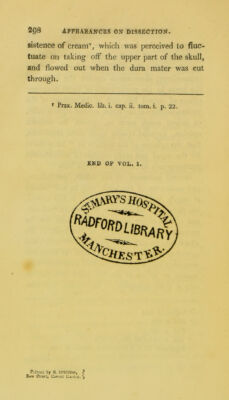 298 APPEARANCES ON DISSECTION.
sistence of cream r, which was perceived to fluc-
tuate on taking off the upper part of the skull,
and flowed out when the dura mater was cut
through.
r Prax. Medic. lib. i. cap. ii. tom. i. p. 22.
END OF VOL. I.
ST. MARY'S HOSPITAL
RADFORD LIBRARY
MANCHESTER.